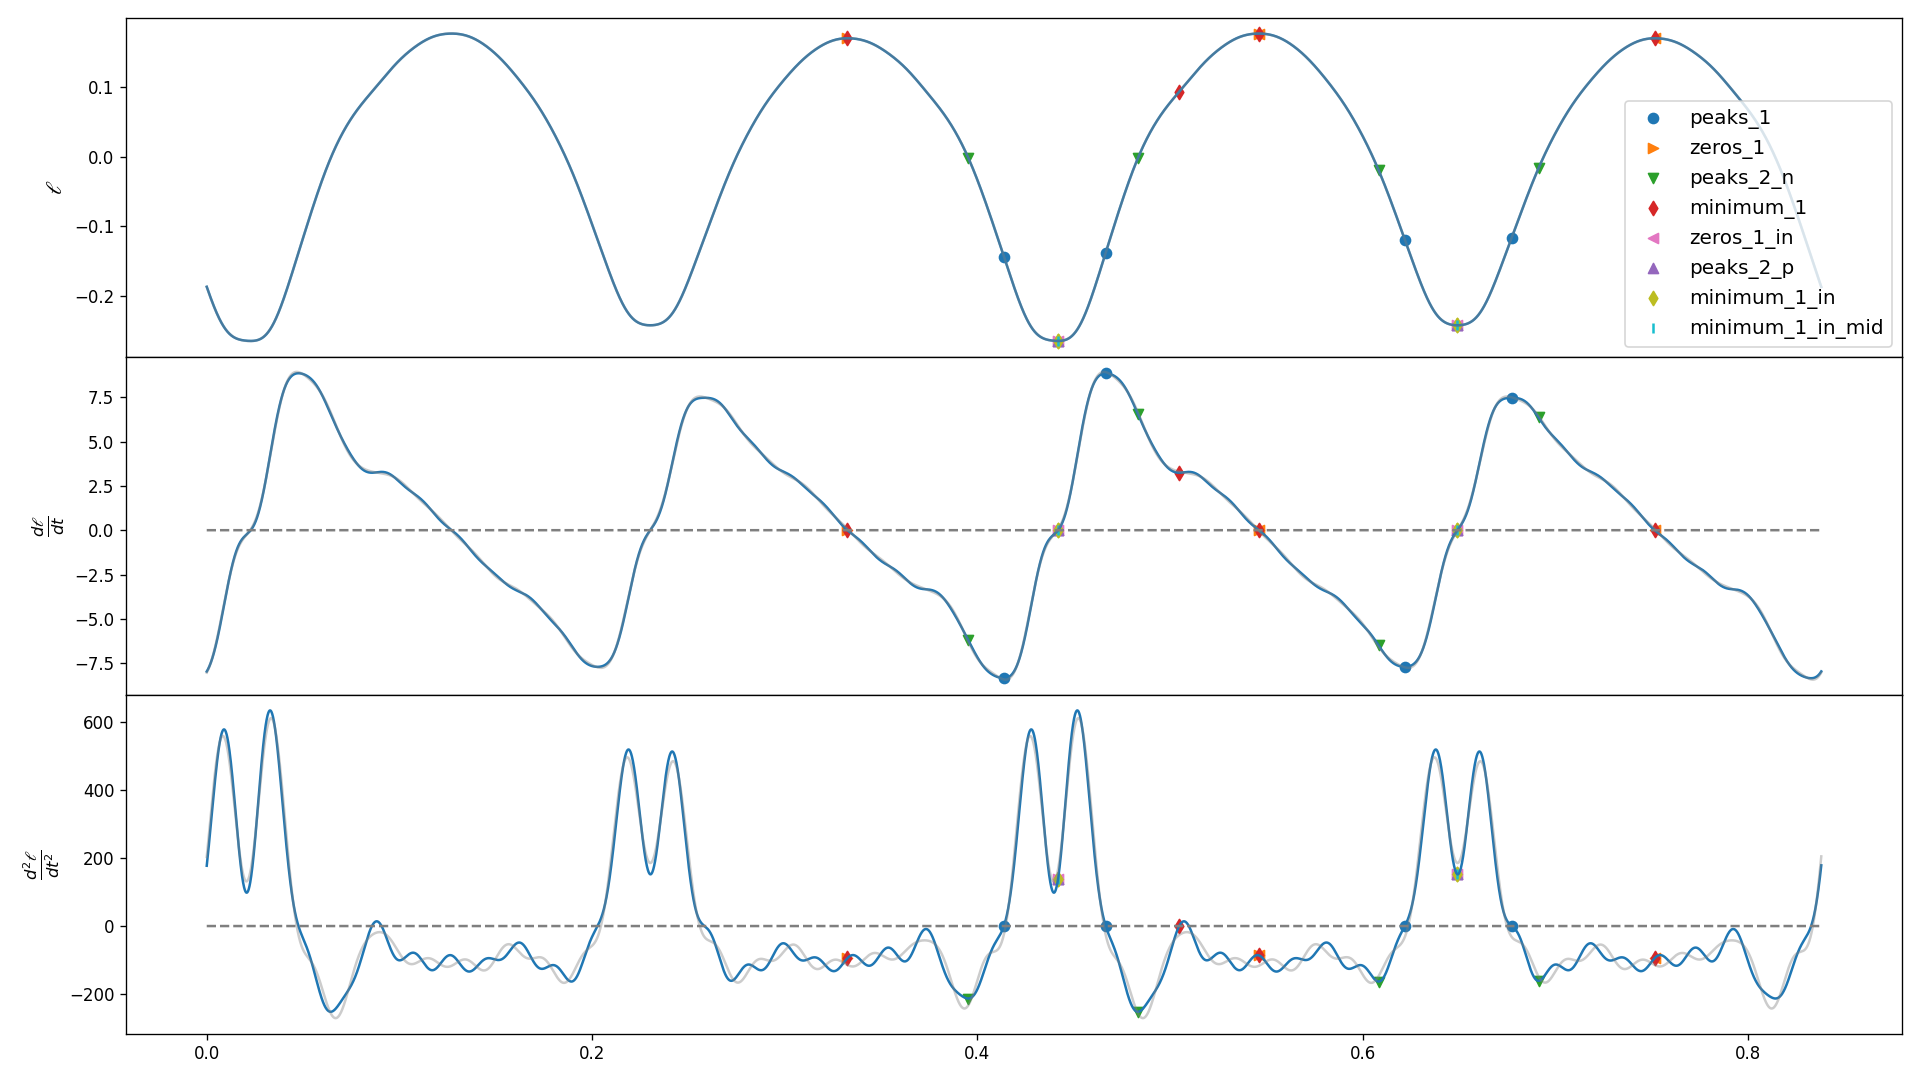 0.1
0.0
−0.1
−0.2
ℓ
peaks_1
zeros_1
peaks_2_n
minimum_1
zeros_1_in
peaks_2_p
minimum_1_in
minimum_1_in_mid
7.5
5.0
2.5
0.0
−2.5
−5.0
−7.5
dℓ
dt
600
400
200
0
−200
d²ℓ
dt²
0.0 0.2 0.4 0.6 0.8